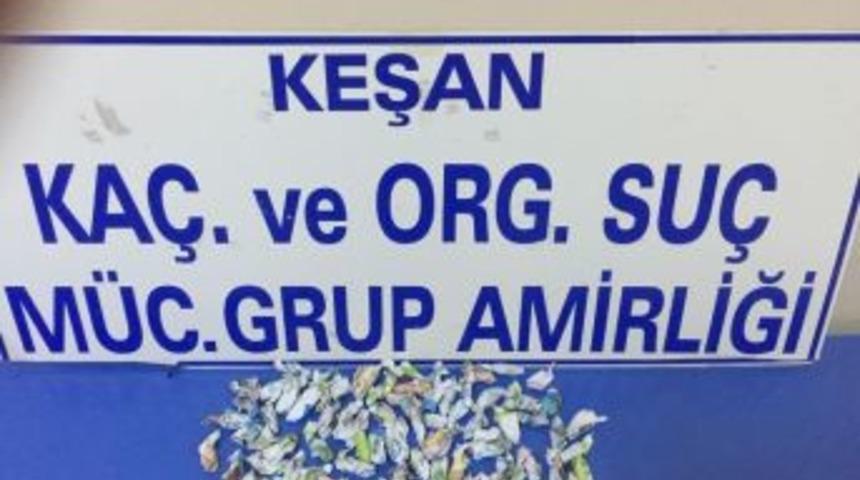 KEŞAN
KAÇ. ve ORG. SUÇ
MÜC.GRUP AMİRLİĞİ